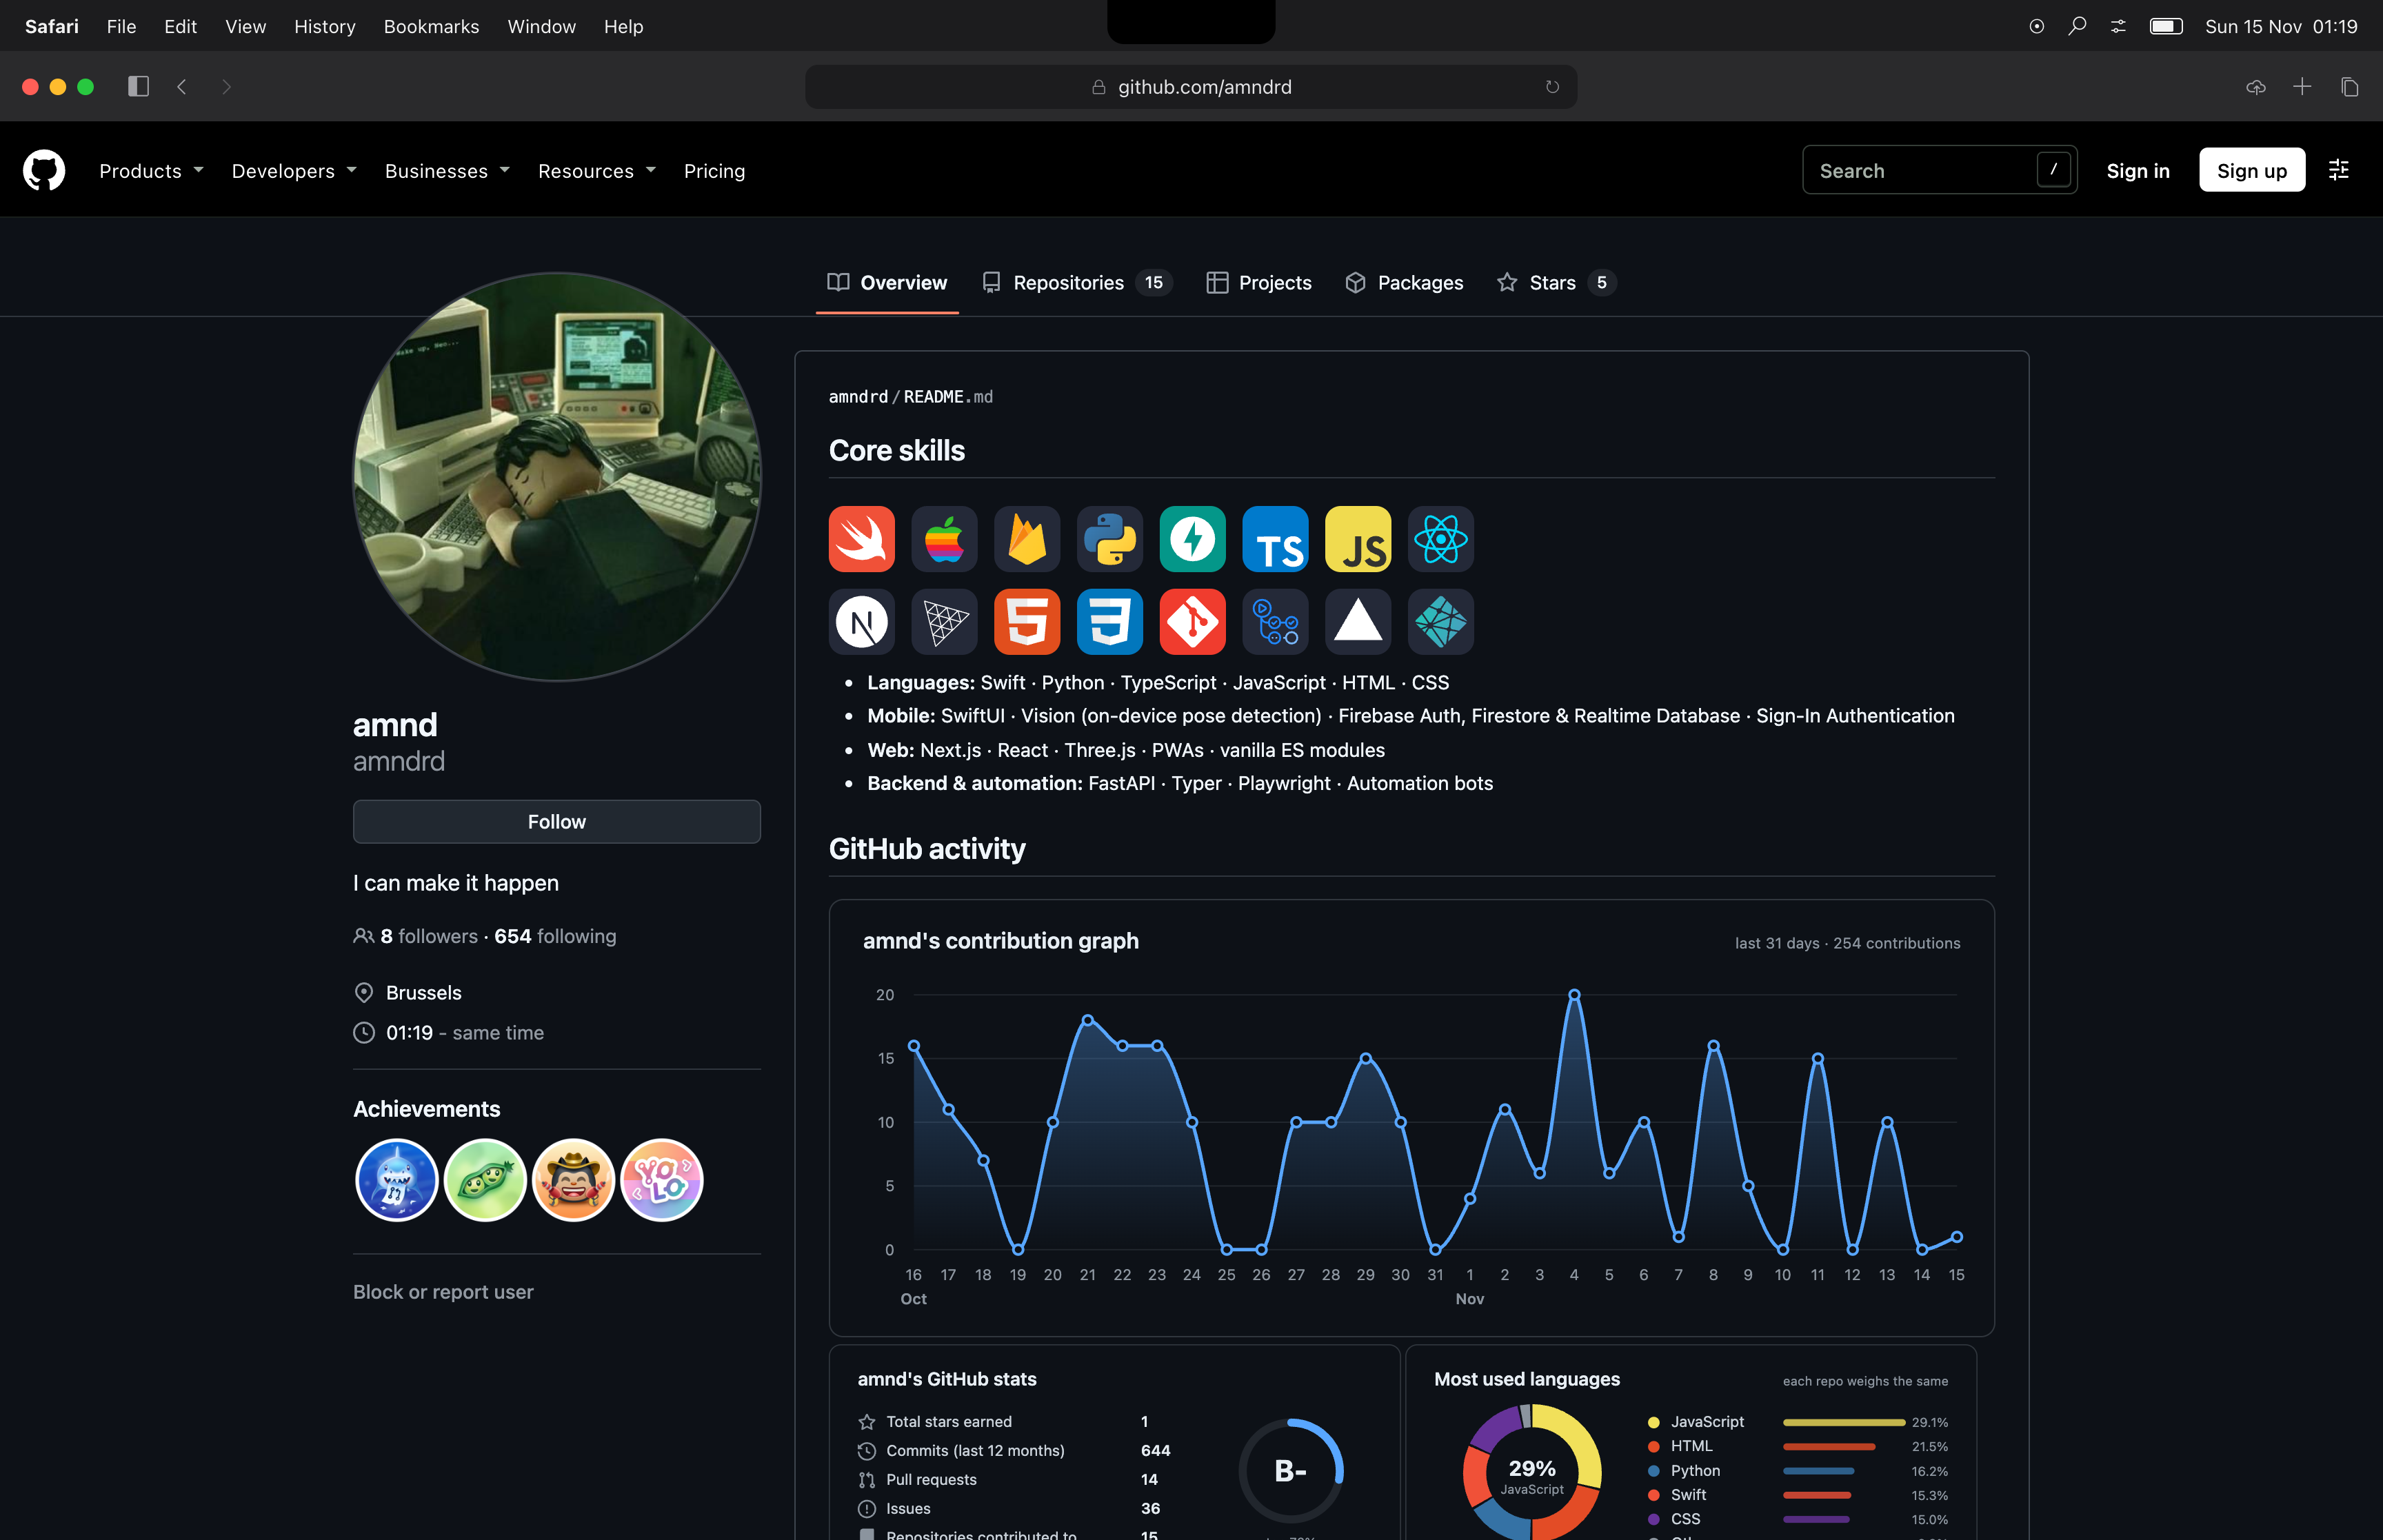 Safari File Edit View History Bookmarks Window Help Sun 15 Nov 01:19
github.com/amndrd
Products Developers Businesses Resources Pricing Search / Sign in Sign up
Overview Repositories 15 Projects Packages Stars 5
amndrd/README.md
Core skills
TS JS
N
Languages: Swift · Python · TypeScript · JavaScript · HTML · CSS
Mobile: SwiftUI · Vision (on-device pose detection) · Firebase Auth, Firestore & Realtime Database · Sign-In Authentication
Web: Next.js · React · Three.js · PWAs · vanilla ES modules
Backend & automation: FastAPI · Typer · Playwright · Automation bots
amnd
amndrd
Follow
I can make it happen
8 followers · 654 following
Brussels
01:19 - same time
Achievements
YOLO
Block or report user
GitHub activity
amnd's contribution graph
last 31 days · 254 contributions
20
15
10
5
0
16 17 18 19 20 21 22 23 24 25 26 27 28 29 30 31 1 2 3 4 5 6 7 8 9 10 11 12 13 14 15
Oct Nov
amnd's GitHub stats
Total stars earned 1
Commits (last 12 months) 644
Pull requests 14
Issues 36
Repositories contributed to 15
B-
Most used languages
each repo weighs the same
29%
JavaScript
JavaScript 29.1%
HTML 21.5%
Python 16.2%
Swift 15.3%
CSS 15.0%